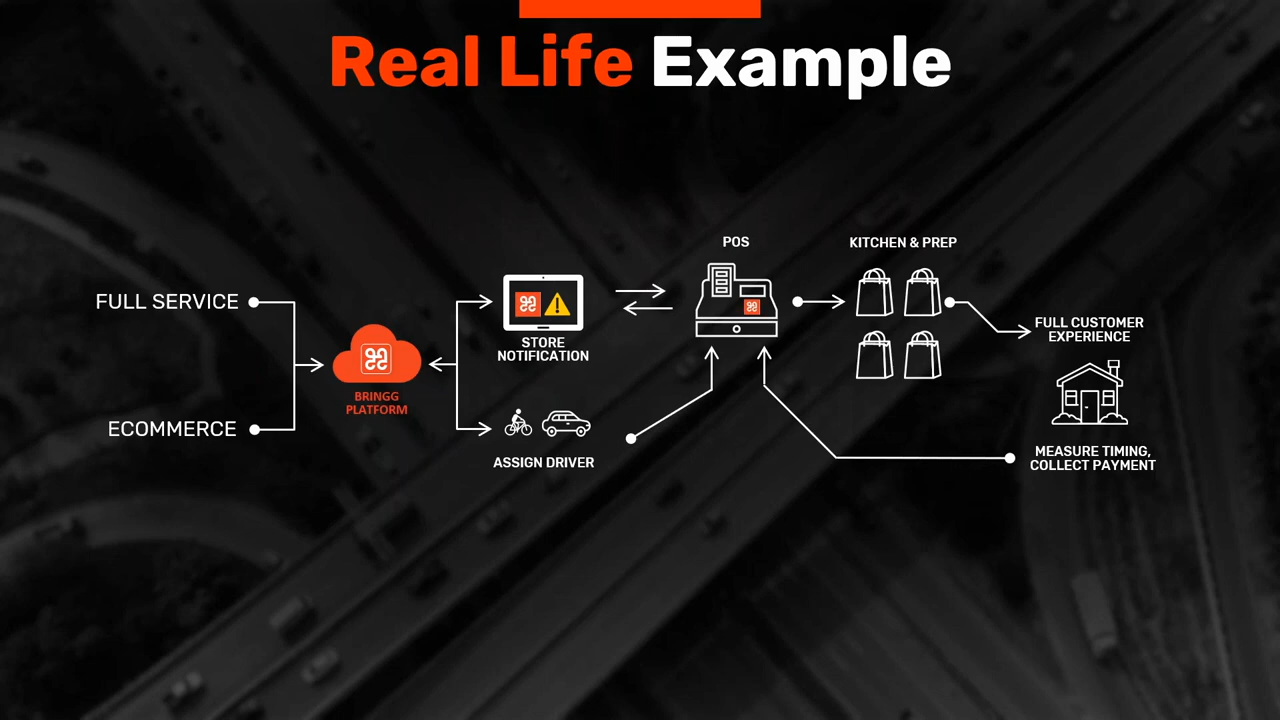 Real Life Example
FULL SERVICE
ECOMMERCE
BRINGG
PLATFORM
STORE
NOTIFICATION
ASSIGN DRIVER
POS
KITCHEN & PREP
FULL CUSTOMER
EXPERIENCE
MEASURE TIMING,
COLLECT PAYMENT